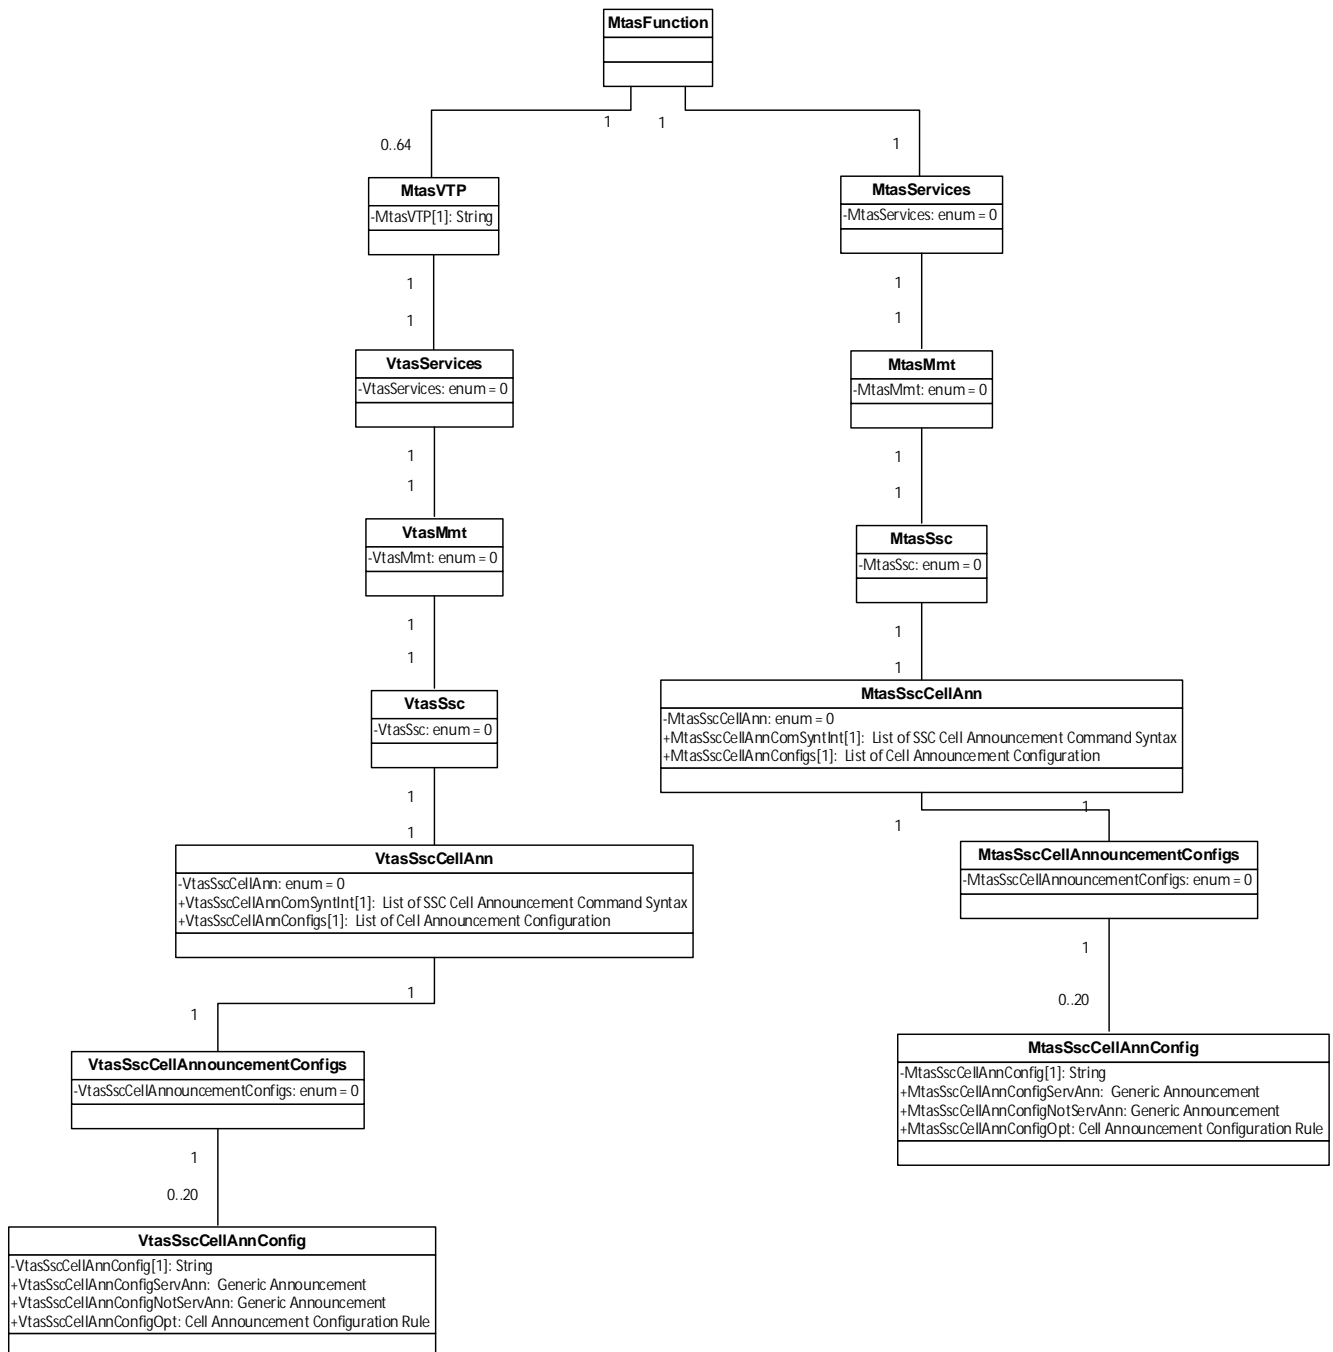 MtasFunction
1
1
0..64
1
MtasVTP
-MtasVTP[1]: String
MtasServices
-MtasServices: enum = 0
1
1
1
1
VtasServices
-VtasServices: enum = 0
MtasMmt
-MtasMmt: enum = 0
1
1
1
1
VtasMmt
-VtasMmt: enum = 0
MtasSsc
-MtasSsc: enum = 0
1
1
1
1
VtasSsc
-VtasSsc: enum = 0
MtasSscCellAnn
-MtasSscCellAnn: enum = 0
+MtasSscCellAnnComSyntInt[1]: List of SSC Cell Announcement Command Syntax
+MtasSscCellAnnConfigs[1]: List of Cell Announcement Configuration
1
1
1
1
VtasSscCellAnn
-VtasSscCellAnn: enum = 0
+VtasSscCellAnnComSyntInt[1]: List of SSC Cell Announcement Command Syntax
+VtasSscCellAnnConfigs[1]: List of Cell Announcement Configuration
MtasSscCellAnnouncementConfigs
-MtasSscCellAnnouncementConfigs: enum = 0
1
1
1
0..20
VtasSscCellAnnouncementConfigs
-VtasSscCellAnnouncementConfigs: enum = 0
MtasSscCellAnnConfig
-MtasSscCellAnnConfig[1]: String
+MtasSscCellAnnConfigServAnn: Generic Announcement
+MtasSscCellAnnConfigNotServAnn: Generic Announcement
+MtasSscCellAnnConfigOpt: Cell Announcement Configuration Rule
1
0..20
VtasSscCellAnnConfig
-VtasSscCellAnnConfig[1]: String
+VtasSscCellAnnConfigServAnn: Generic Announcement
+VtasSscCellAnnConfigNotServAnn: Generic Announcement
+VtasSscCellAnnConfigOpt: Cell Announcement Configuration Rule